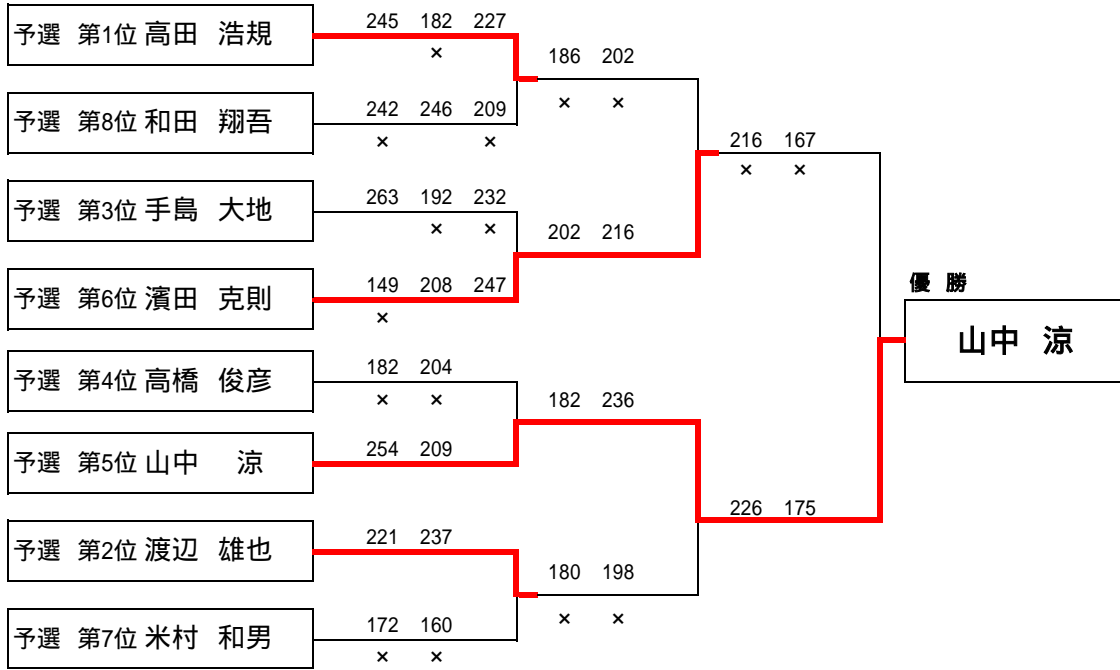 予選 第1位 高田 浩規
245 182 227
×
186 202
× ×
予選 第8位 和田 翔吾
242 246 209
× ×
216 167
× ×
予選 第3位 手島 大地
263 192 232
× ×
202 216
予選 第6位 濱田 克則
149 208 247
×
優 勝
山中 涼
予選 第4位 高橋 俊彦
182 204
× ×
182 236
予選 第5位 山中 涼
254 209
226 175
予選 第2位 渡辺 雄也
221 237
180 198
× ×
予選 第7位 米村 和男
172 160
× ×